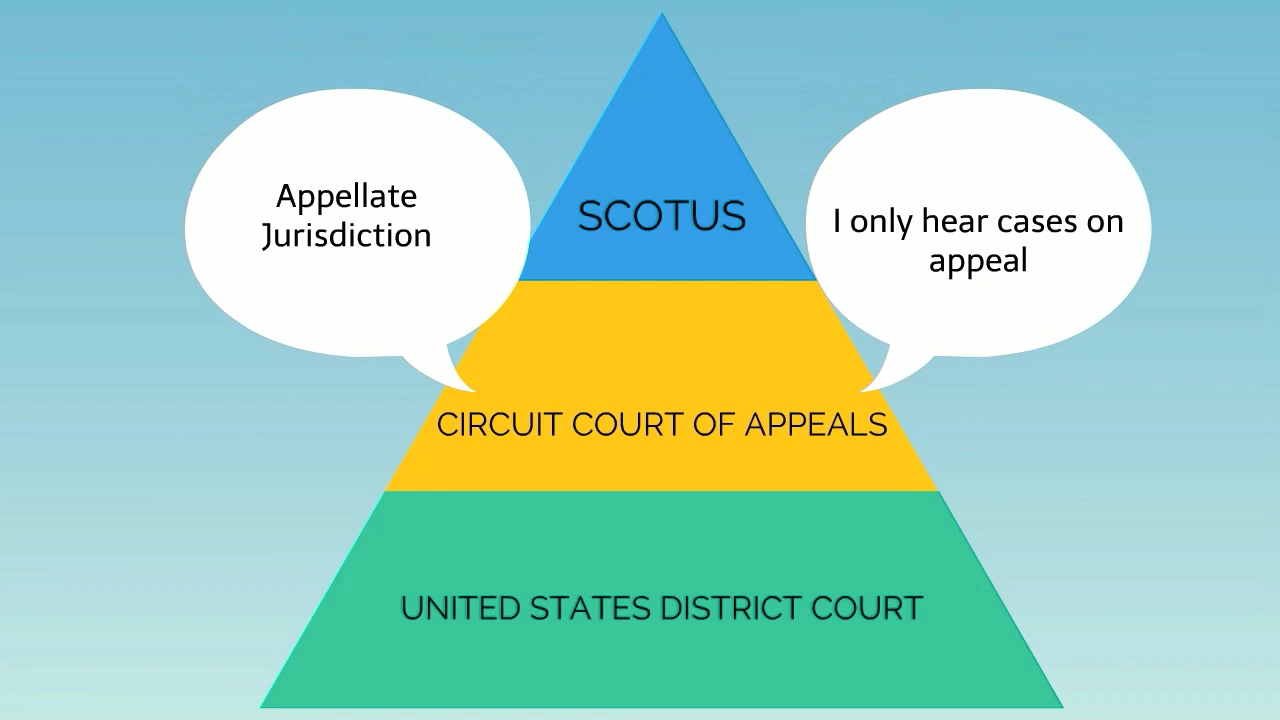 Appellate
Jurisdiction
SCOTUS
I only hear cases on
appeal
CIRCUIT COURT OF APPEALS
UNITED STATES DISTRICT COURT